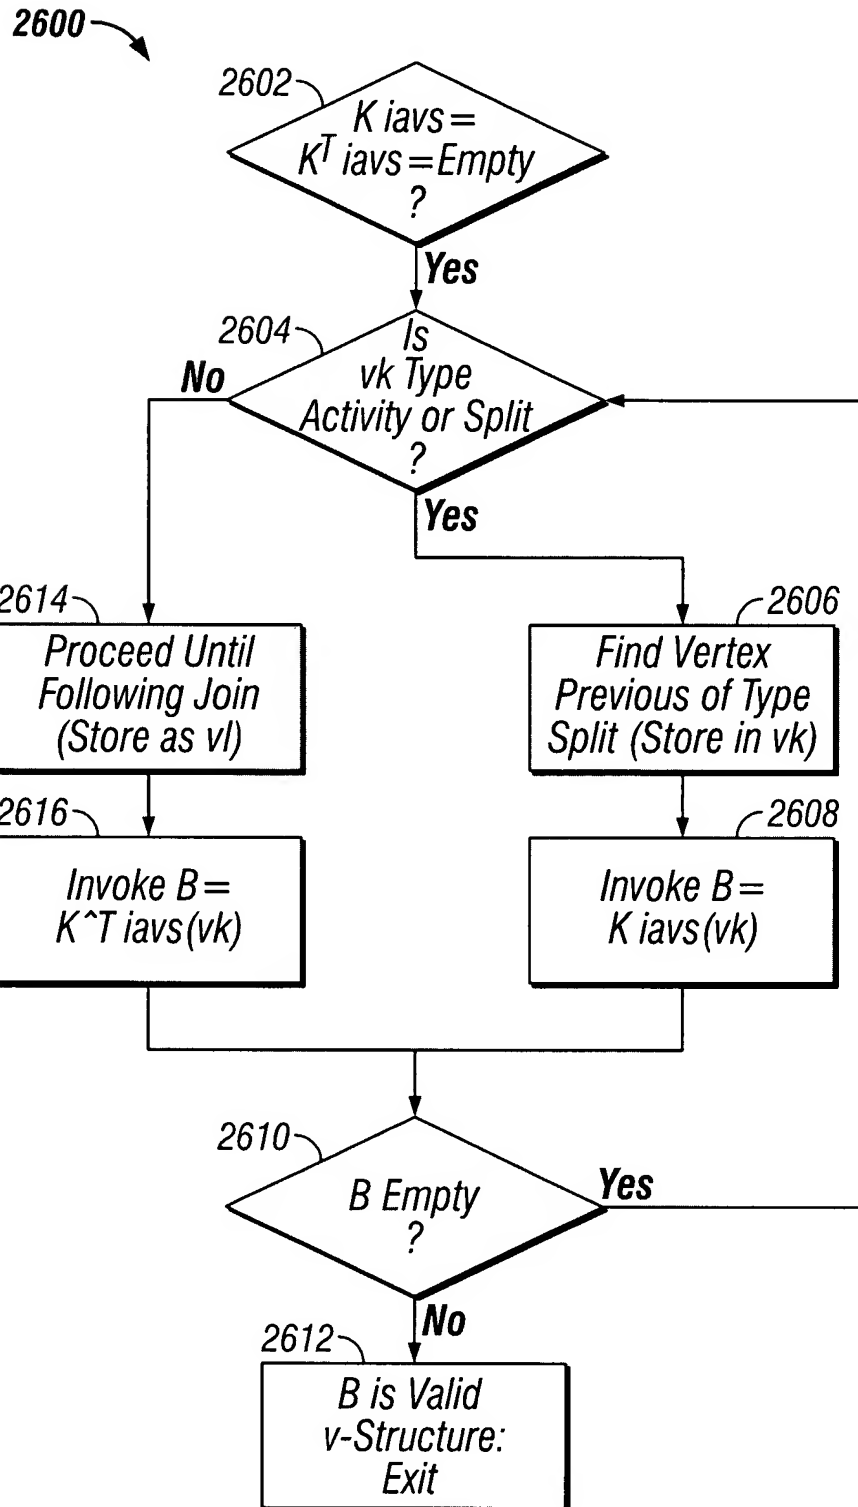 2600
2602
K iavs =
K^T iavs = Empty
?
Yes
2604
Is
vk Type
Activity or Split
?
No
Yes
2614
Proceed Until
Following Join
(Store as vl)
2606
Find Vertex
Previous of Type
Split (Store in vk)
2616
Invoke B =
K^T iavs(vk)
2608
Invoke B =
K iavs(vk)
2610
B Empty
?
Yes
No
2612
B is Valid
v-Structure:
Exit